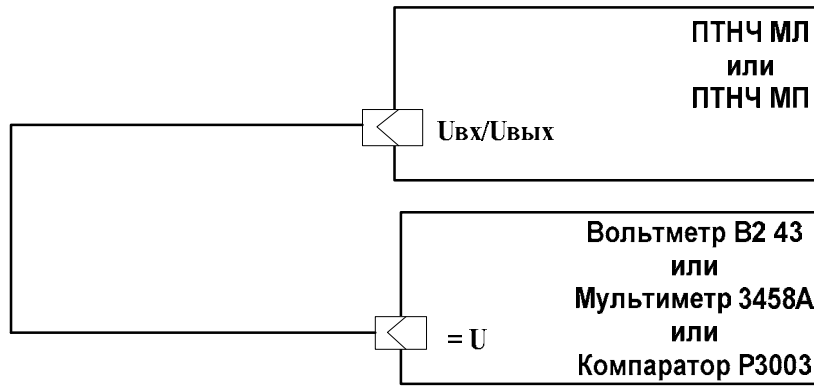 ПТНЧ МЛ
или
ПТНЧ МП
Uвх/Uвых
Вольтметр В2 43
или
Мультиметр 3458А
или
Компаратор Р3003
= U